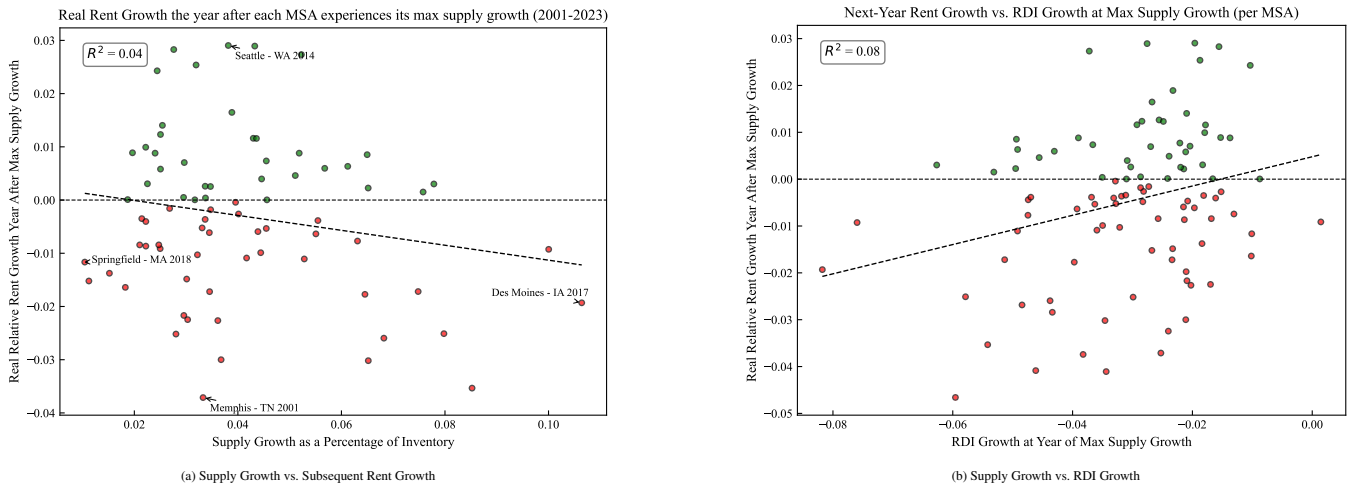 Real Rent Growth the year after each MSA experiences its max supply growth (2001-2023)
Real Relative Rent Growth Year After Max Supply Growth
0.03
0.02
0.01
0.00
−0.01
−0.02
−0.03
−0.04
R² = 0.04
Seattle - WA 2014
Springfield - MA 2018
Des Moines - IA 2017
Memphis - TN 2001
0.02
0.04
0.06
0.08
0.10
Supply Growth as a Percentage of Inventory
(a) Supply Growth vs. Subsequent Rent Growth
Next-Year Rent Growth vs. RDI Growth at Max Supply Growth (per MSA)
Real Relative Rent Growth Year After Max Supply Growth
0.03
0.02
0.01
0.00
−0.01
−0.02
−0.03
−0.04
−0.05
R² = 0.08
−0.08
−0.06
−0.04
−0.02
0.00
RDI Growth at Year of Max Supply Growth
(b) Supply Growth vs. RDI Growth